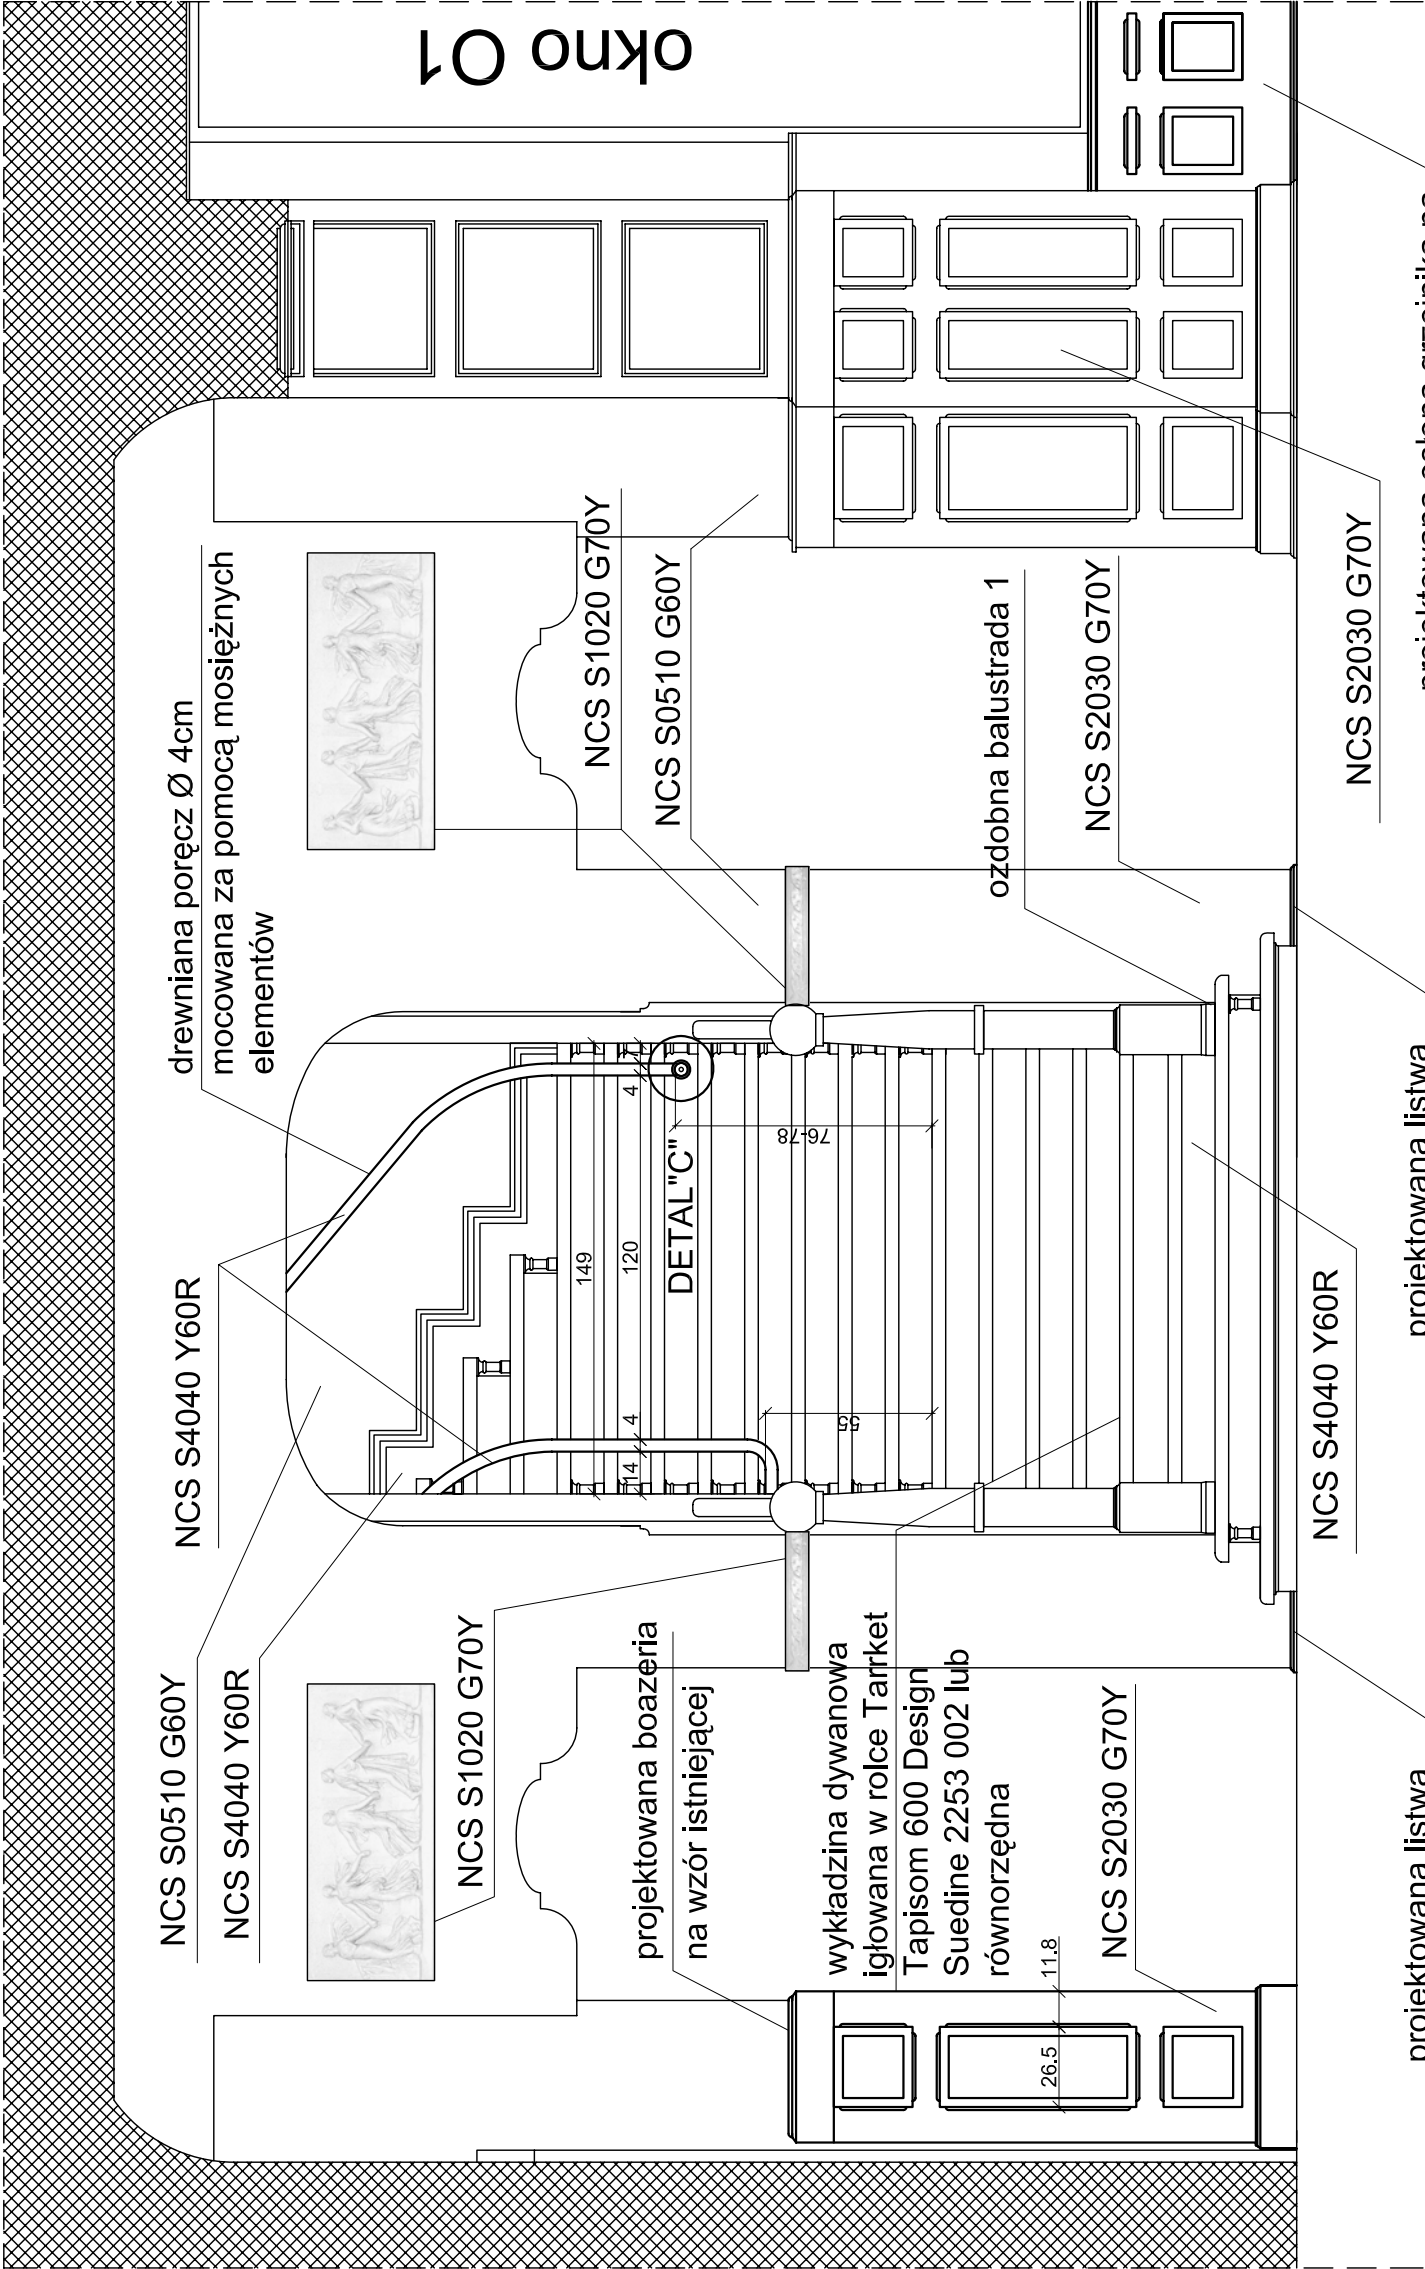 NCS S0510 G60Y
NCS S4040 Y60R
NCS S4040 Y60R
drewniana poręcz Ø 4cm
mocowana za pomocą mosiężnych
elementów
okno O1
NCS S1020 G70Y
NCS S1020 G70Y
NCS S0510 G60Y
projektowana boazeria
na wzór istniejącej
DETAL"C"
149
120
14
4
4
55
76-78
wykładzina dywanowa
igłowana w rolce Tarrket
Tapisom 600 Design
Suedine 2253 002 lub
równorzędna
ozdobna balustrada 1
26.5
11.8
NCS S2030 G70Y
NCS S2030 G70Y
NCS S4040 Y60R
NCS S2030 G70Y
projektowana listwa
projektowana listwa